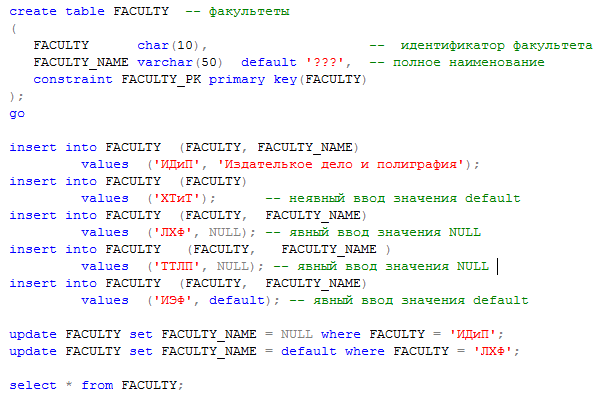 create table FACULTY -- факультеты
(
FACULTY char(10), -- идентификатор факультета
FACULTY_NAME varchar(50) default '???', -- полное наименование
constraint FACULTY_PK primary key(FACULTY)
);
go
insert into FACULTY (FACULTY, FACULTY_NAME)
values ('ИДиП', 'Издателькое дело и полиграфия');
insert into FACULTY (FACULTY)
values ('ХТиТ'); -- неявный ввод значения default
insert into FACULTY (FACULTY, FACULTY_NAME)
values ('ЛХФ', NULL); -- явный ввод значения NULL
insert into FACULTY (FACULTY, FACULTY_NAME )
values ('ТТЛП', NULL); -- явный ввод значения NULL
insert into FACULTY (FACULTY, FACULTY_NAME)
values ('ИЭФ', default); -- явный ввод значения default
update FACULTY set FACULTY_NAME = NULL where FACULTY = 'ИДиП';
update FACULTY set FACULTY_NAME = default where FACULTY = 'ЛХФ';
select * from FACULTY;